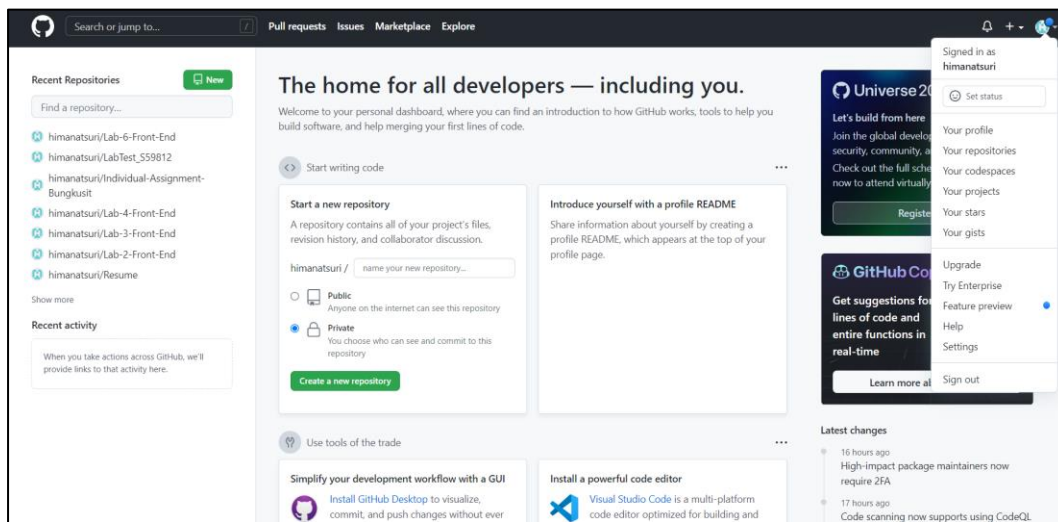 Search or jump to...
/
Pull requests Issues Marketplace Explore
Recent Repositories
New
Find a repository...
himanatsuri/Lab-6-Front-End
himanatsuri/LabTest_S59812
himanatsuri/Individual-Assignment-
Bungkusit
himanatsuri/Lab-4-Front-End
himanatsuri/Lab-3-Front-End
himanatsuri/Lab-2-Front-End
himanatsuri/Resume
Show more
Recent activity
When you take actions across GitHub, we'll
provide links to that activity here.
The home for all developers — including you.
Welcome to your personal dashboard, where you can find an introduction to how GitHub works, tools to help you
build software, and help merging your first lines of code.
Start writing code
Start a new repository
A repository contains all of your project's files,
revision history, and collaborator discussion.
himanatsuri / name your new repository...
Public
Anyone on the internet can see this repository
Private
You choose who can see and commit to this
repository
Create a new repository
Introduce yourself with a profile README
Share information about yourself by creating a
profile README, which appears at the top of your
profile page.
Use tools of the trade
Simplify your development workflow with a GUI
Install GitHub Desktop to visualize,
commit, and push changes without ever
Install a powerful code editor
Visual Studio Code is a multi-platform
code editor optimized for building and
Universe 20
Let's build from here
Join the global develop
security, community, a
Check out the full sche
now to attend virtually
Registe
GitHub Co
Get suggestions for
lines of code and
entire functions in
real-time
Learn more a
Latest changes
16 hours ago
High-impact package maintainers now
require 2FA
17 hours ago
Code scanning now supports using CodeQL
Signed in as
himanatsuri
Set status
Your profile
Your repositories
Your codespaces
Your projects
Your stars
Your gists
Upgrade
Try Enterprise
Feature preview
Help
Settings
Sign out